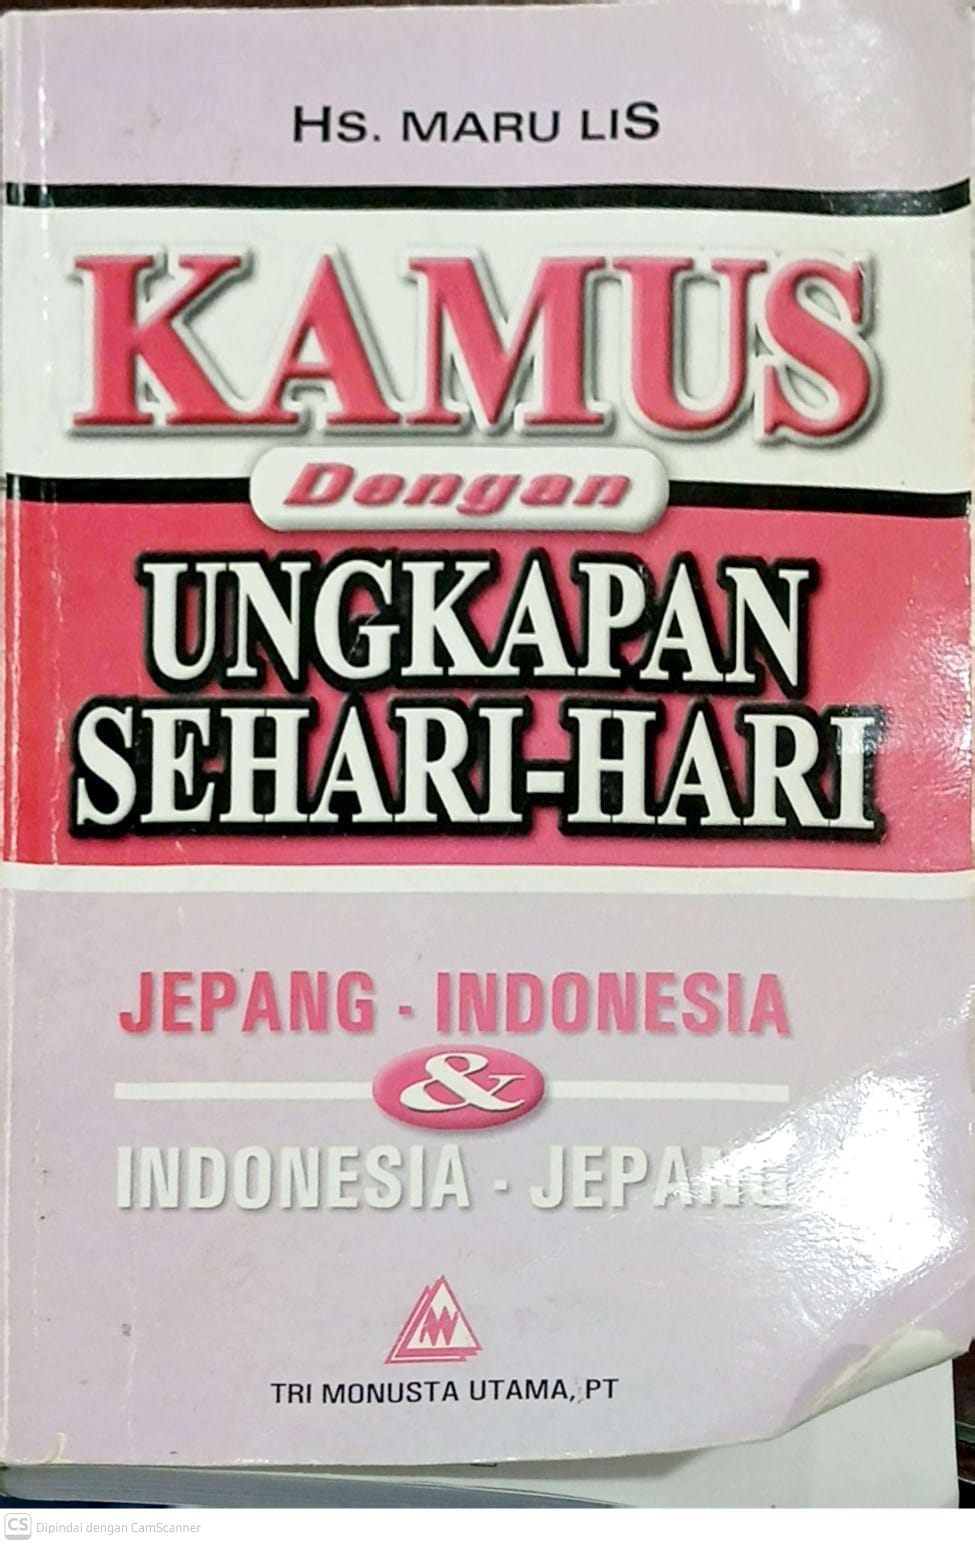 HS. MARU LIS
KAMUS
Dengan
UNGKAPAN
SEHARI-HARI
JEPANG - INDONESIA
&
INDONESIA - JEPANG
TRI MONUSTA UTAMA, PT
CS Dipindai dengan CamScanner